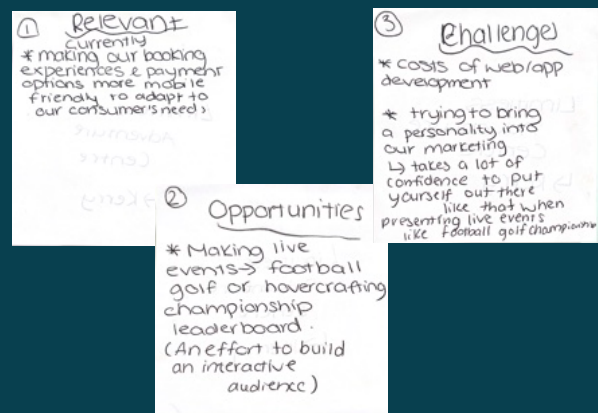 ① Relevant
Currently
* making our booking
experiences & payment
options more mobile
friendly to adapt to
our consumer's needs
② Opportunities
* Making live
events → football
golf or hovercrafting
championship
leaderboard.
(An effort to build
an interactive
audience)
③ Challenges
* costs of web/app
development
* trying to bring
a personality into
our marketing
↳ takes a lot of
confidence to put
yourself out there
like that when
presenting live events
like football golf championship